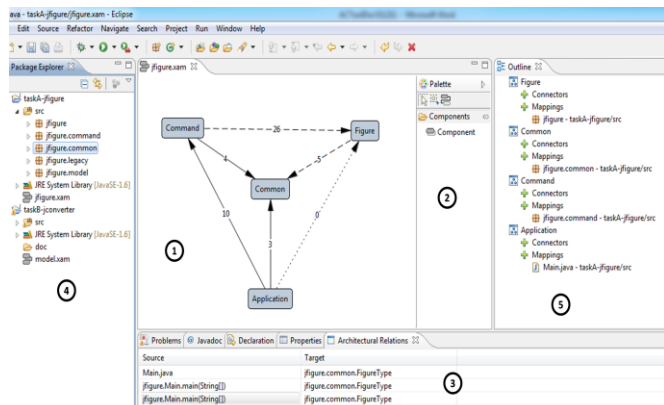 java - taskA-jfigure/jfigure.xam - Eclipse
Edit Source Refactor Navigate Search Project Run Window Help
Package Explorer
taskA-jfigure
src
jfigure
jfigure.command
jfigure.common
jfigure.legacy
jfigure.model
JRE System Library [JavaSE-1.6]
jfigure.xam
taskB-jconverter
src
JRE System Library [JavaSE-1.6]
doc
model.xam
4
jfigure.xam
Command
26
Figure
4
5
Common
10
3
0
Application
1
Palette
Components
Component
2
Outline
Figure
Connectors
Mappings
jfigure - taskA-jfigure/src
Common
Connectors
Mappings
jfigure.common - taskA-jfigure/src
Command
Connectors
Mappings
jfigure.command - taskA-jfigure/src
Application
Connectors
Mappings
Main.java - taskA-jfigure/src
5
Problems @ Javadoc Declaration Properties Architectural Relations
Source Target
Main.java jfigure.common.FigureType
jfigure.Main.main(String[]) jfigure.common.FigureType
jfigure.Main.main(String[]) jfigure.common.FigureType
3